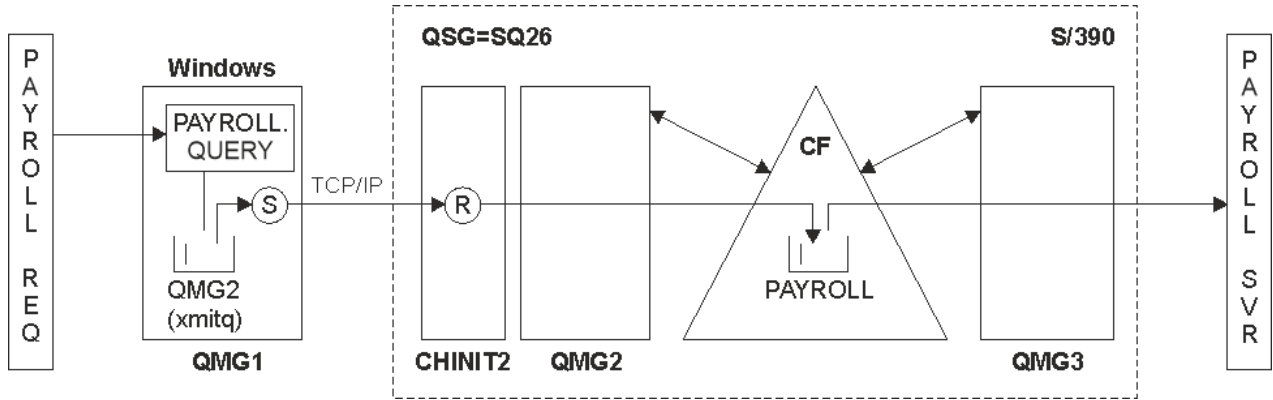 PAYROLL REQ
Windows
PAYROLL.
QUERY
S
QMG2
(xmitq)
QMG1
TCP/IP
QSG=SQ26
S/390
R
CHINIT2
QMG2
CF
PAYROLL
QMG3
PAYROLL SVR